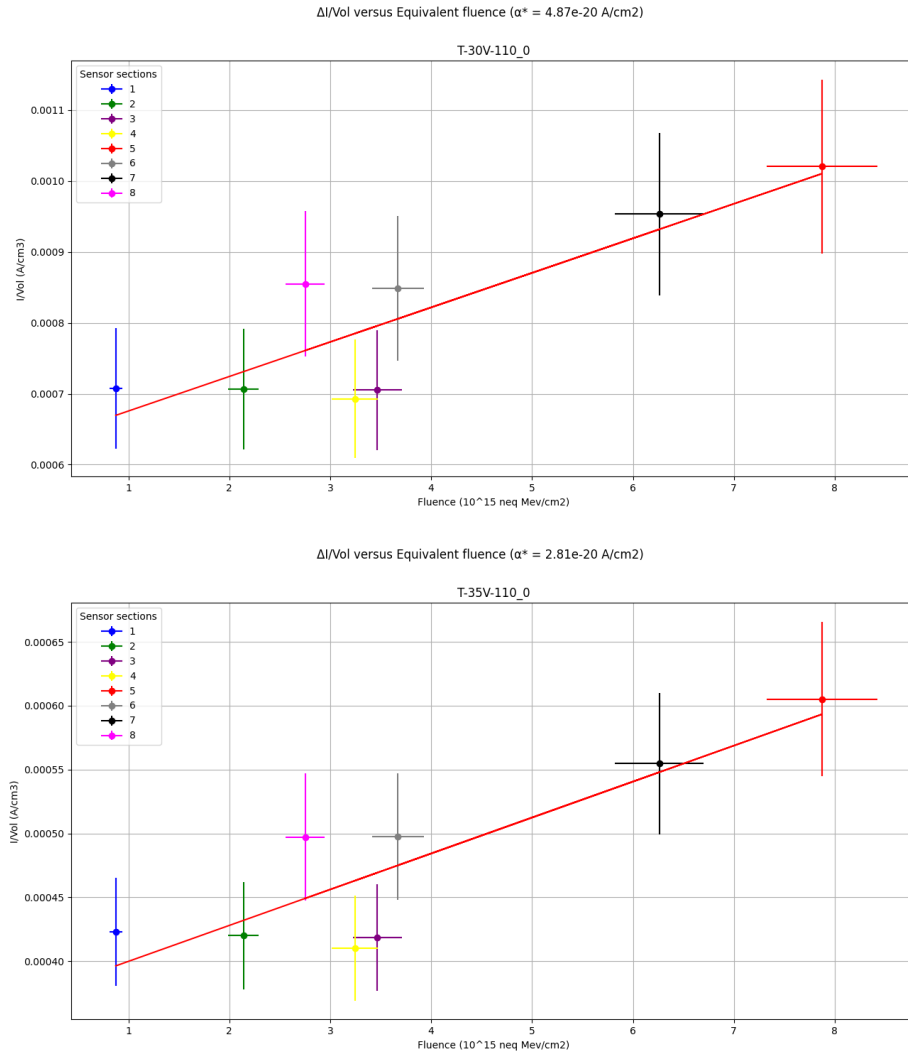 ΔI/Vol versus Equivalent fluence (α* = 4.87e-20 A/cm2)
T-30V-110_0
Sensor sections
1
2
3
4
5
6
7
8
0.0011
0.0010
0.0009
0.0008
0.0007
0.0006
I/Vol (A/cm3)
1 2 3 4 5 6 7 8
Fluence (10^15 neq Mev/cm2)
ΔI/Vol versus Equivalent fluence (α* = 2.81e-20 A/cm2)
T-35V-110_0
Sensor sections
1
2
3
4
5
6
7
8
0.00065
0.00060
0.00055
0.00050
0.00045
0.00040
I/Vol (A/cm3)
1 2 3 4 5 6 7 8
Fluence (10^15 neq Mev/cm2)